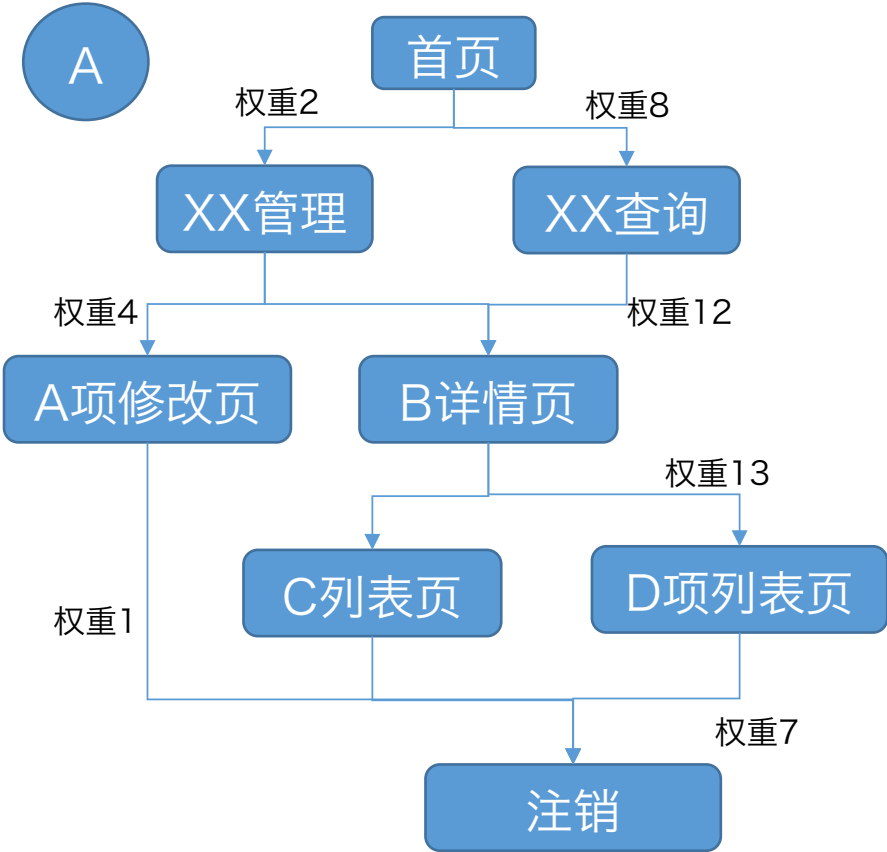 A
首页
权重2
权重8
XX管理
XX查询
权重4
权重12
A项修改页
B详情页
权重13
C列表页
D项列表页
权重1
权重7
注销